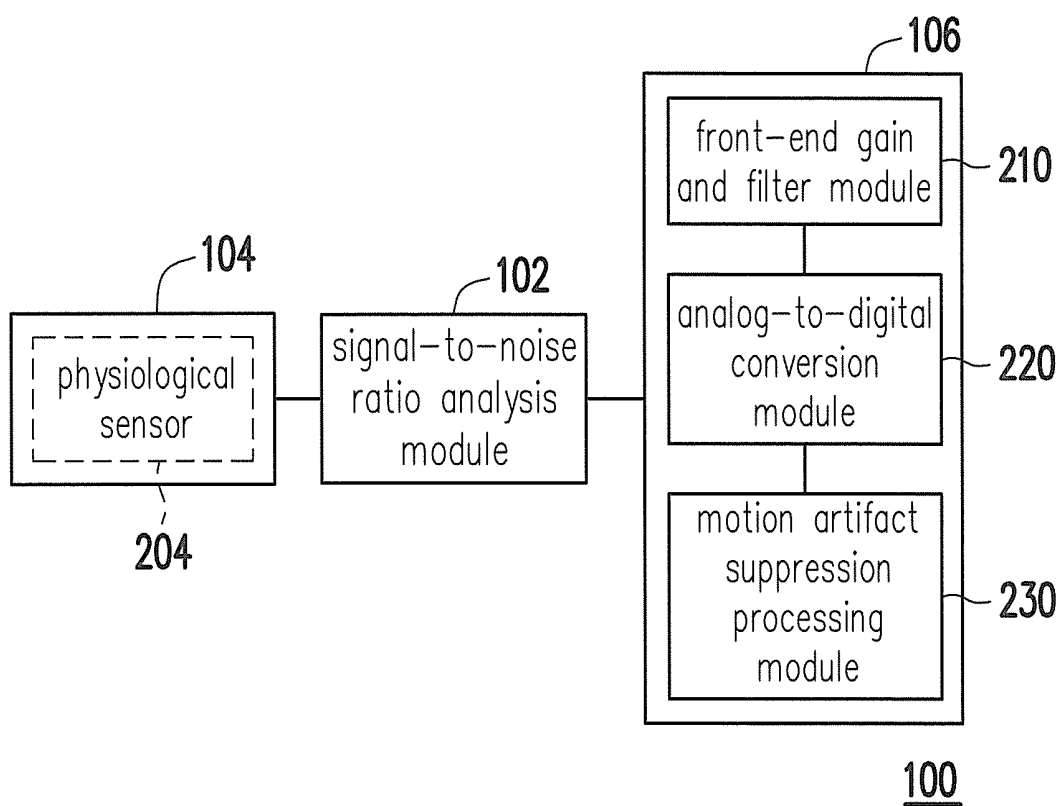 106
front-end gain
and filter module
210
104
102
physiological
sensor
signal-to-noise
ratio analysis
module
analog-to-digital
conversion
module
220
204
motion artifact
suppression
processing
module
230
100